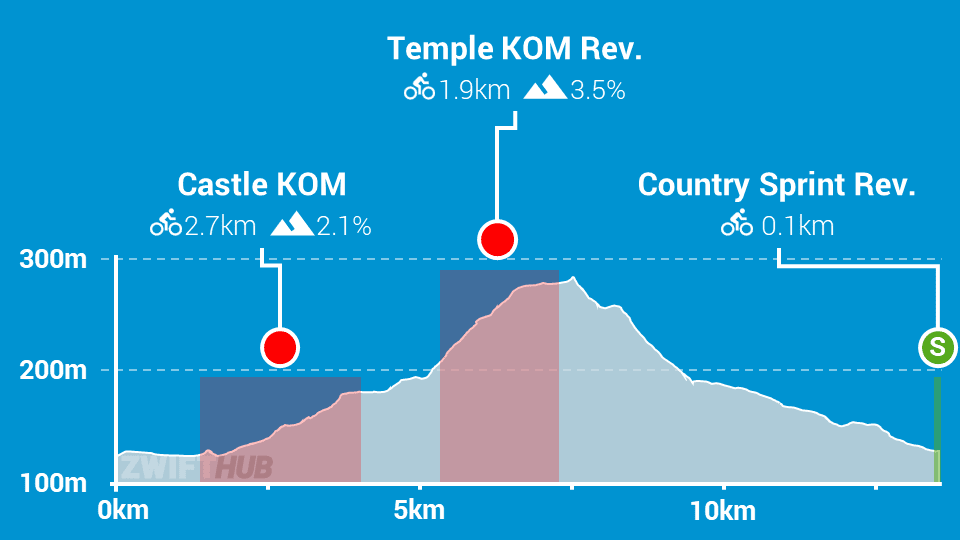 Temple KOM Rev.
1.9km 3.5%
Castle KOM
2.7km 2.1%
Country Sprint Rev.
0.1km
300m
S
200m
ZWIFTHUB
100m
0km 5km 10km